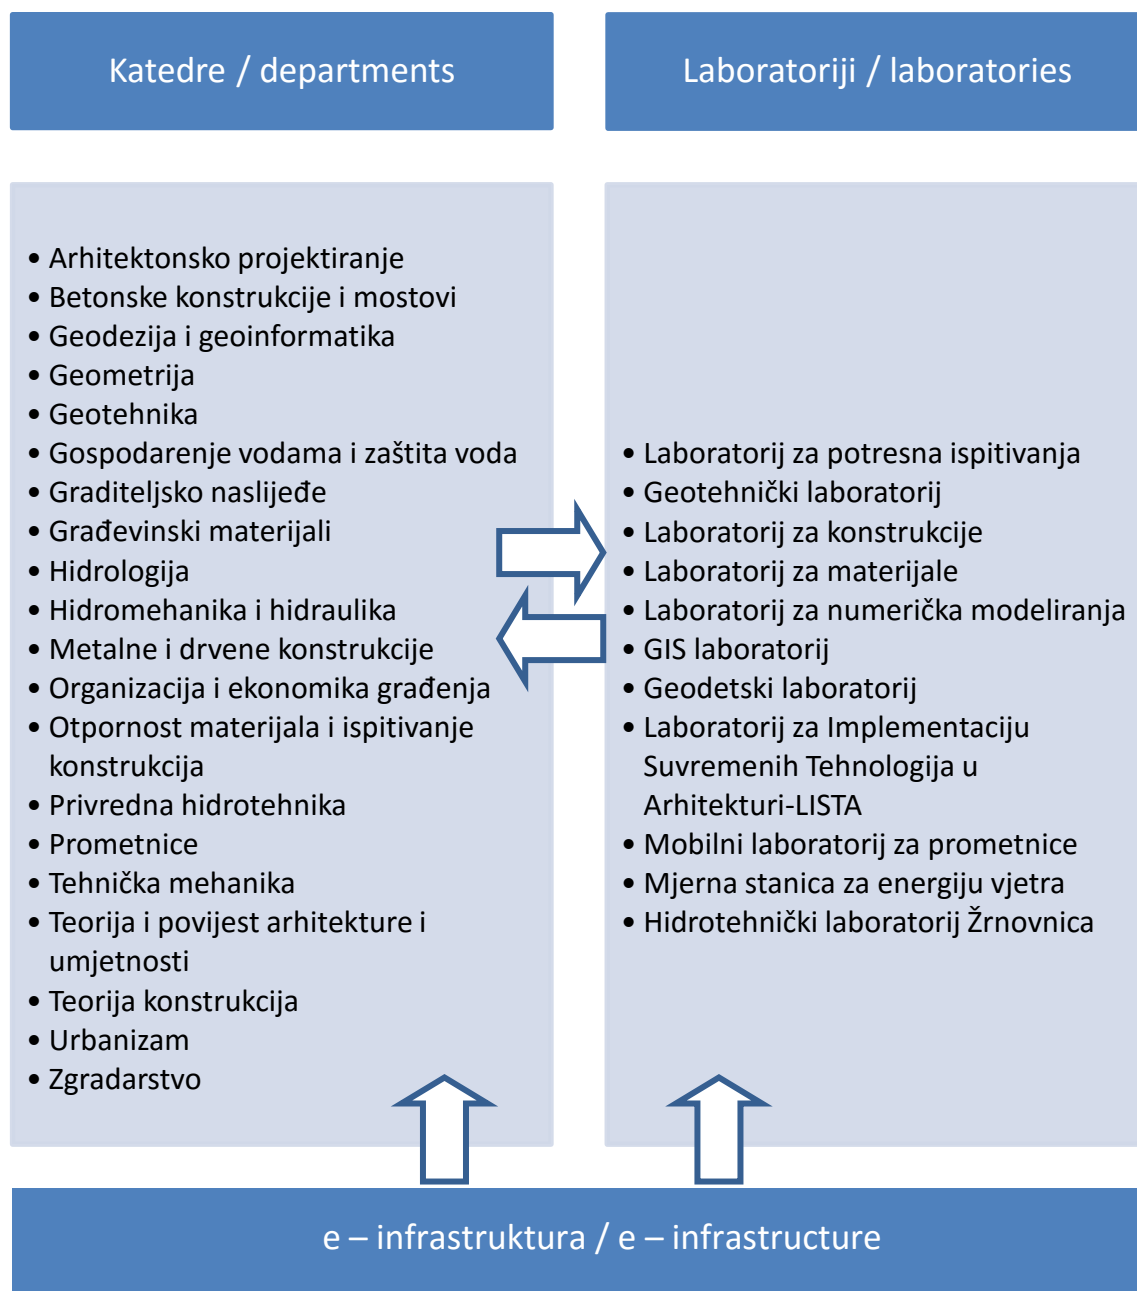 Katedre / departments
• Arhitektonsko projektiranje
• Betonske konstrukcije i mostovi
• Geodezija i geoinformatika
• Geometrija
• Geotehnika
• Gospodarenje vodama i zaštita voda
• Graditeljsko naslijeđe
• Građevinski materijali
• Hidrologija
• Hidromehanika i hidraulika
• Metalne i drvene konstrukcije
• Organizacija i ekonomika građenja
• Otpornost materijala i ispitivanje
konstrukcija
• Privredna hidrotehnika
• Prometnice
• Tehnička mehanika
• Teorija i povijest arhitekture i
umjetnosti
• Teorija konstrukcija
• Urbanizam
• Zgradarstvo
Laboratoriji / laboratories
• Laboratorij za potresna ispitivanja
• Geotehnički laboratorij
• Laboratorij za konstrukcije
• Laboratorij za materijale
• Laboratorij za numerička modeliranja
• GIS laboratorij
• Geodetski laboratorij
• Laboratorij za Implementaciju
Suvremenih Tehnologija u
Arhitekturi-LISTA
• Mobilni laboratorij za prometnice
• Mjerna stanica za energiju vjetra
• Hidrotehnički laboratorij Žrnovnica
e – infrastruktura / e – infrastructure